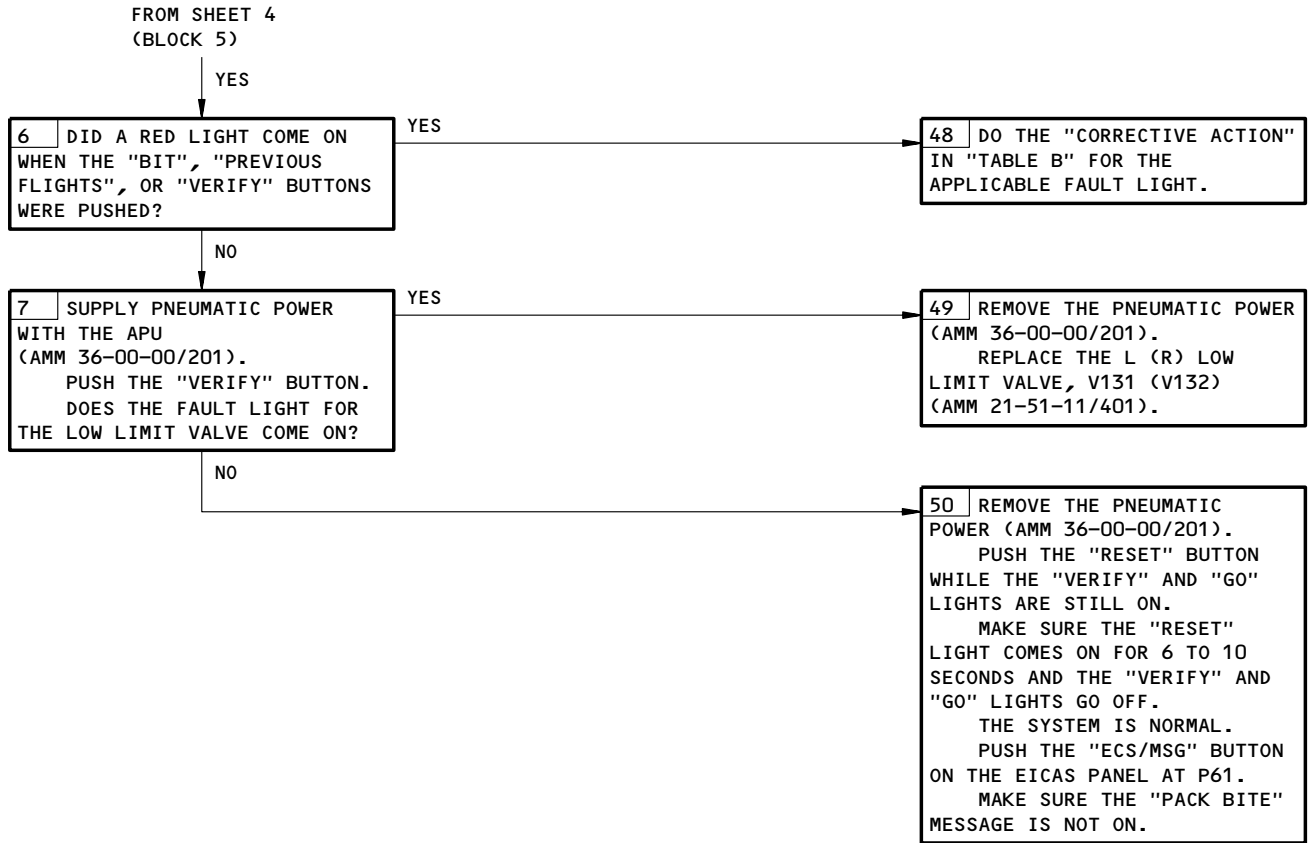 FROM SHEET 4
(BLOCK 5)
YES
6 DID A RED LIGHT COME ON
WHEN THE "BIT", "PREVIOUS
FLIGHTS", OR "VERIFY" BUTTONS
WERE PUSHED?
YES
48 DO THE "CORRECTIVE ACTION"
IN "TABLE B" FOR THE
APPLICABLE FAULT LIGHT.
NO
7 SUPPLY PNEUMATIC POWER
WITH THE APU
(AMM 36-00-00/201).
PUSH THE "VERIFY" BUTTON.
DOES THE FAULT LIGHT FOR
THE LOW LIMIT VALVE COME ON?
YES
49 REMOVE THE PNEUMATIC POWER
(AMM 36-00-00/201).
REPLACE THE L (R) LOW
LIMIT VALVE, V131 (V132)
(AMM 21-51-11/401).
NO
50 REMOVE THE PNEUMATIC
POWER (AMM 36-00-00/201).
PUSH THE "RESET" BUTTON
WHILE THE "VERIFY" AND "GO"
LIGHTS ARE STILL ON.
MAKE SURE THE "RESET"
LIGHT COMES ON FOR 6 TO 10
SECONDS AND THE "VERIFY" AND
"GO" LIGHTS GO OFF.
THE SYSTEM IS NORMAL.
PUSH THE "ECS/MSG" BUTTON
ON THE EICAS PANEL AT P61.
MAKE SURE THE "PACK BITE"
MESSAGE IS NOT ON.